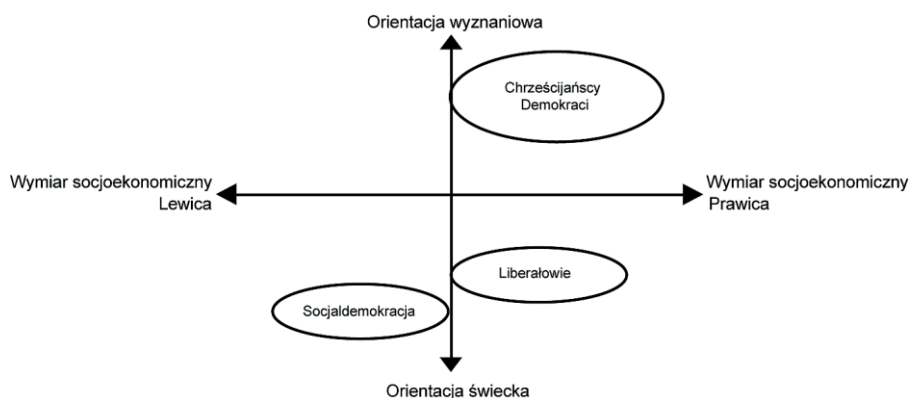 Orientacja wyznaniowa
Chrześcijańscy
Demokraci
Wymiar socjoekonomiczny
Lewica
Wymiar socjoekonomiczny
Prawica
Liberałowie
Socjaldemokracja
Orientacja świecka